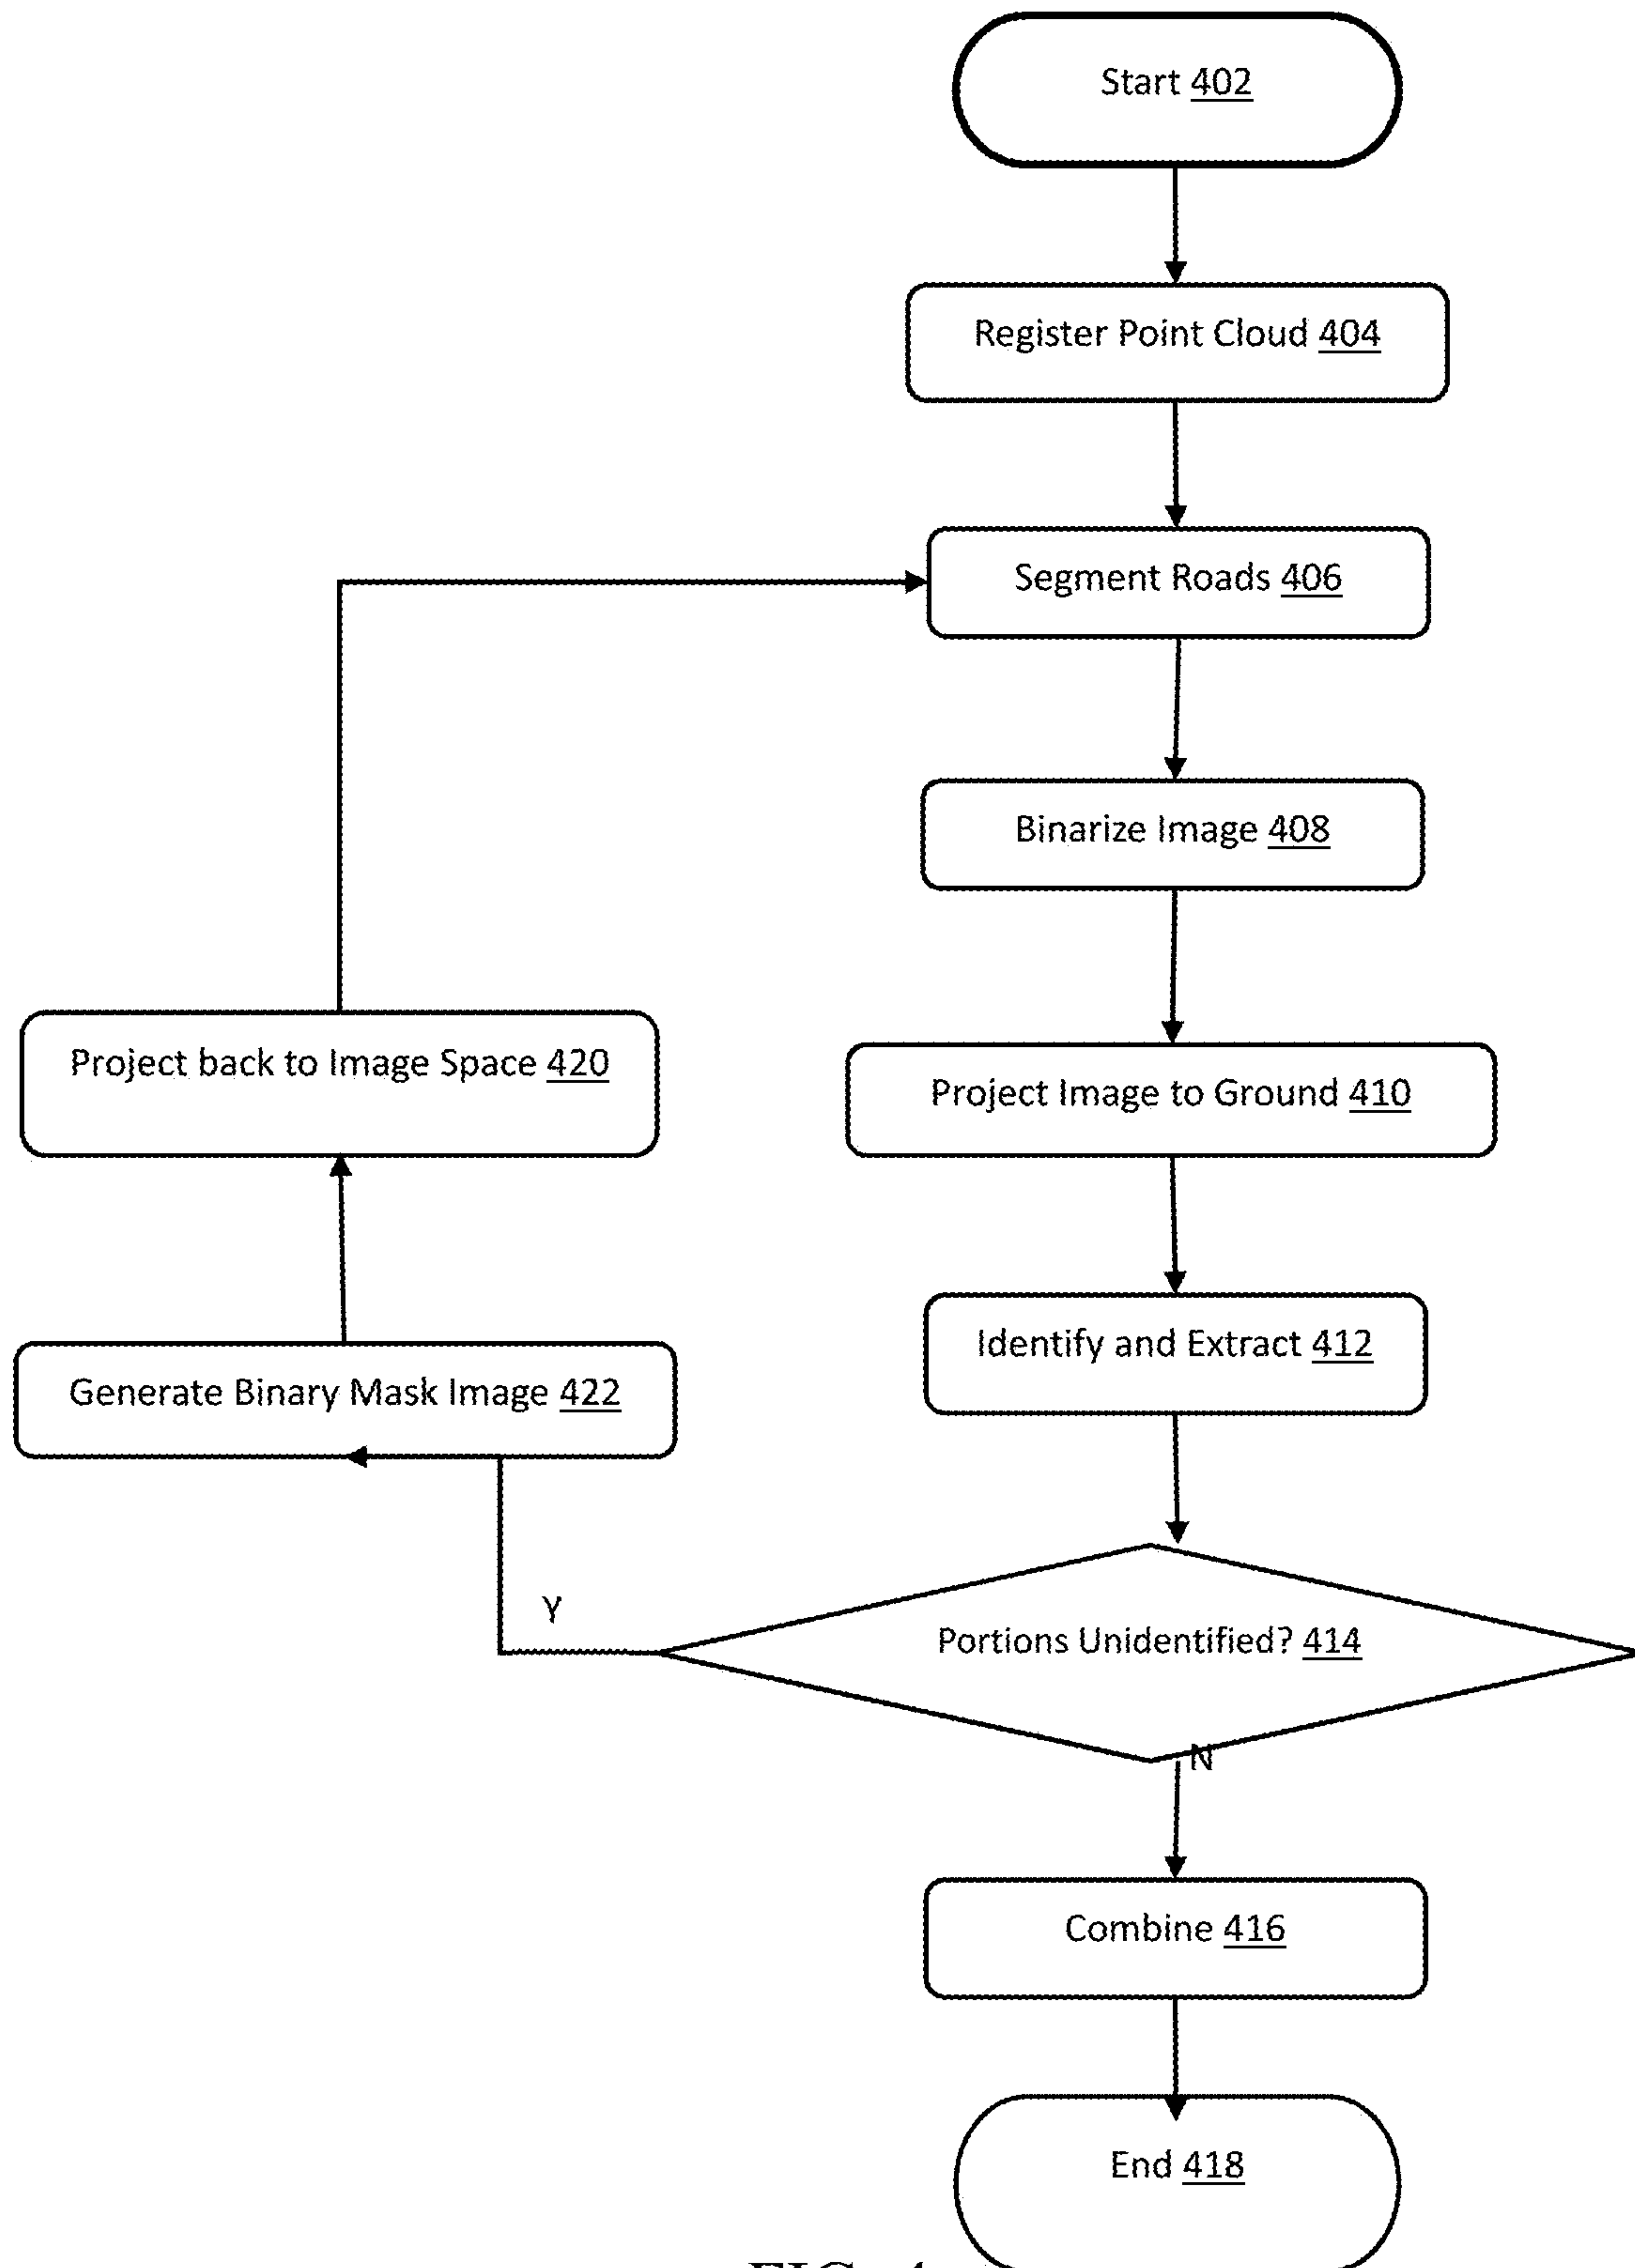 Start 402
Register Point Cloud 404
Segment Roads 406
Binarize Image 408
Project back to Image Space 420
Project Image to Ground 410
Identify and Extract 412
Generate Binary Mask Image 422
Y
Portions Unidentified? 414
N
Combine 416
End 418